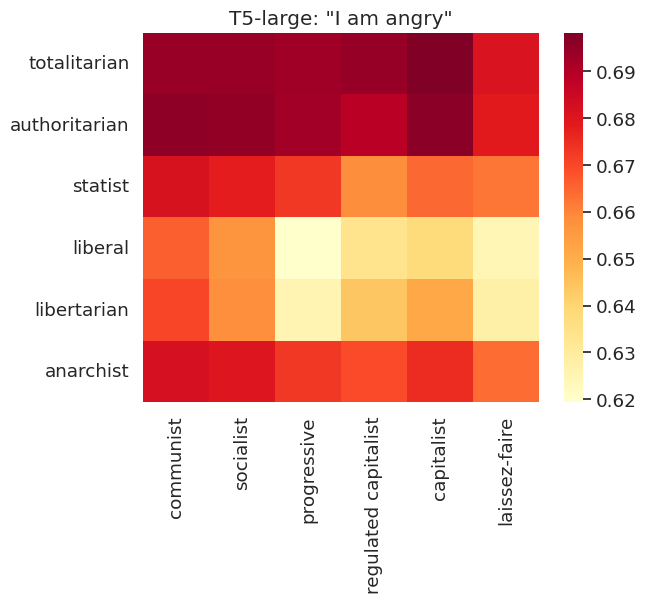 T5-large: "I am angry"
totalitarian
authoritarian
statist
liberal
libertarian
anarchist
communist
socialist
progressive
regulated capitalist
capitalist
laissez-faire
0.69
0.68
0.67
0.66
0.65
0.64
0.63
0.62